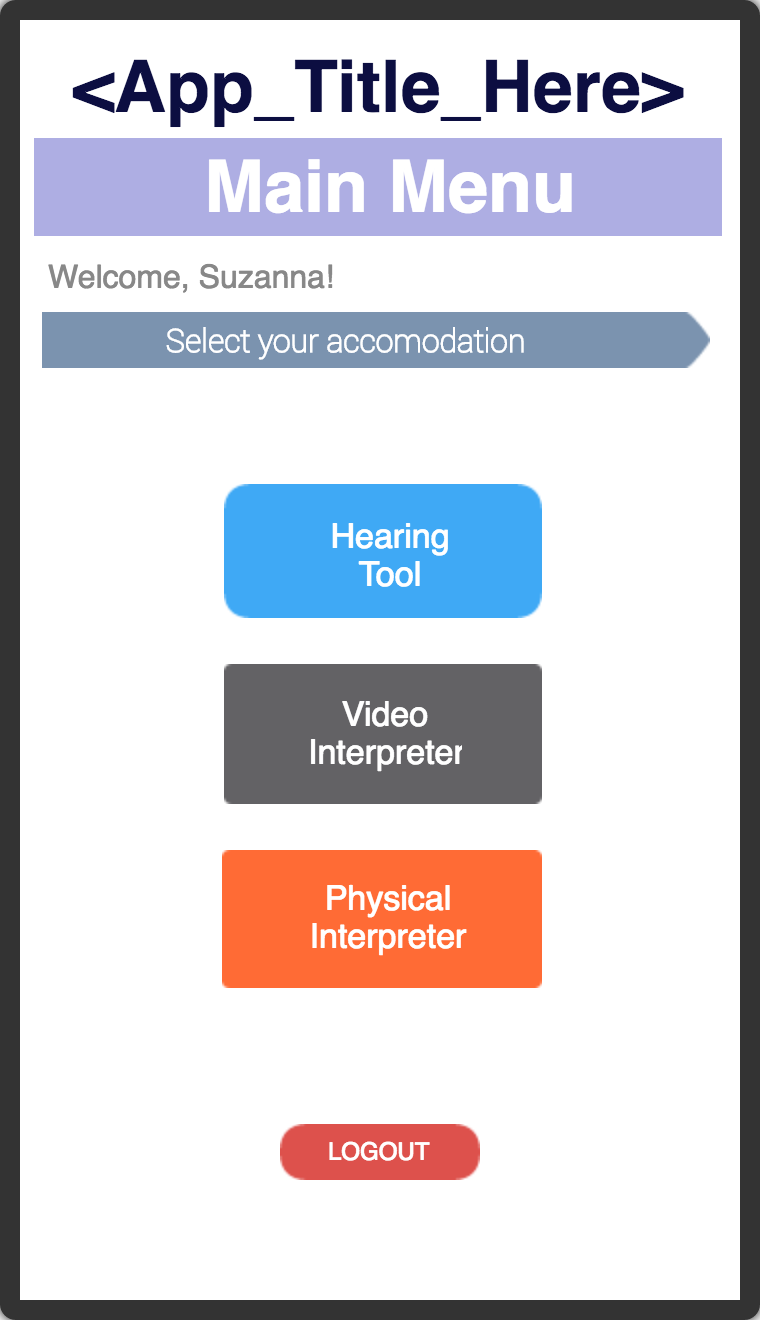 <App_Title_Here>
Main Menu
Welcome, Suzanna!
Select your accomodation
Hearing
Tool
Video
Interpreter
Physical
Interpreter
LOGOUT